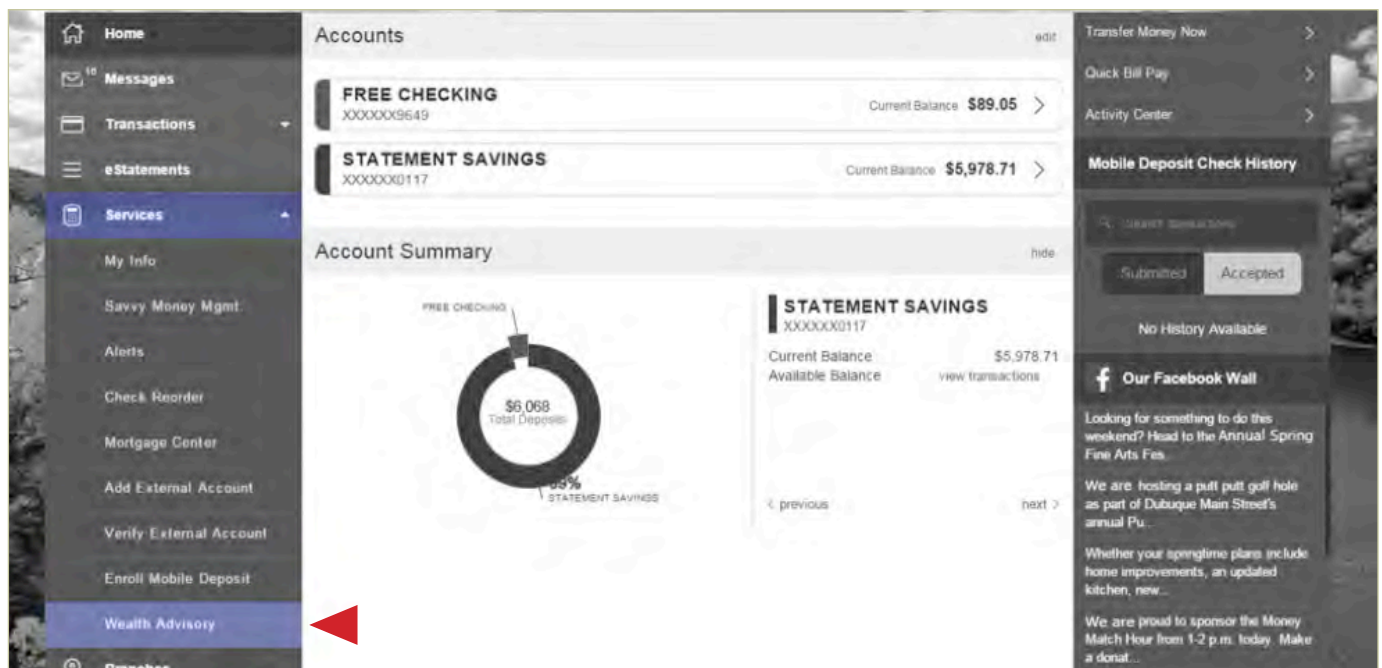 Home
16
Messages
Transactions
eStatements
Services
My Info
Savvy Money Mgmt
Alerts
Check Reorder
Mortgage Center
Add External Account
Verify External Account
Enroll Mobile Deposit
Wealth Advisory
Branches
Accounts
edit
FREE CHECKING
XXXXXX9649
Current Balance $89.05
STATEMENT SAVINGS
XXXXXX0117
Current Balance $5,978.71
Account Summary
hide
FREE CHECKING
$6,068
Total Deposits
99%
STATEMENT SAVINGS
STATEMENT SAVINGS
XXXXXX0117
Current Balance $5,978.71
Available Balance view transactions
< previous
next >
Transfer Money Now
Quick Bill Pay
Activity Center
Mobile Deposit Check History
Search transactions
Submitted
Accepted
No History Available
Our Facebook Wall
Looking for something to do this
weekend? Head to the Annual Spring
Fine Arts Fes...
We are hosting a putt putt golf hole
as part of Dubuque Main Street's
annual Pu...
Whether your springtime plans include
home improvements, an updated
kitchen, new...
We are proud to sponsor the Money
Match Hour from 1-2 p.m. today. Make
a donat...